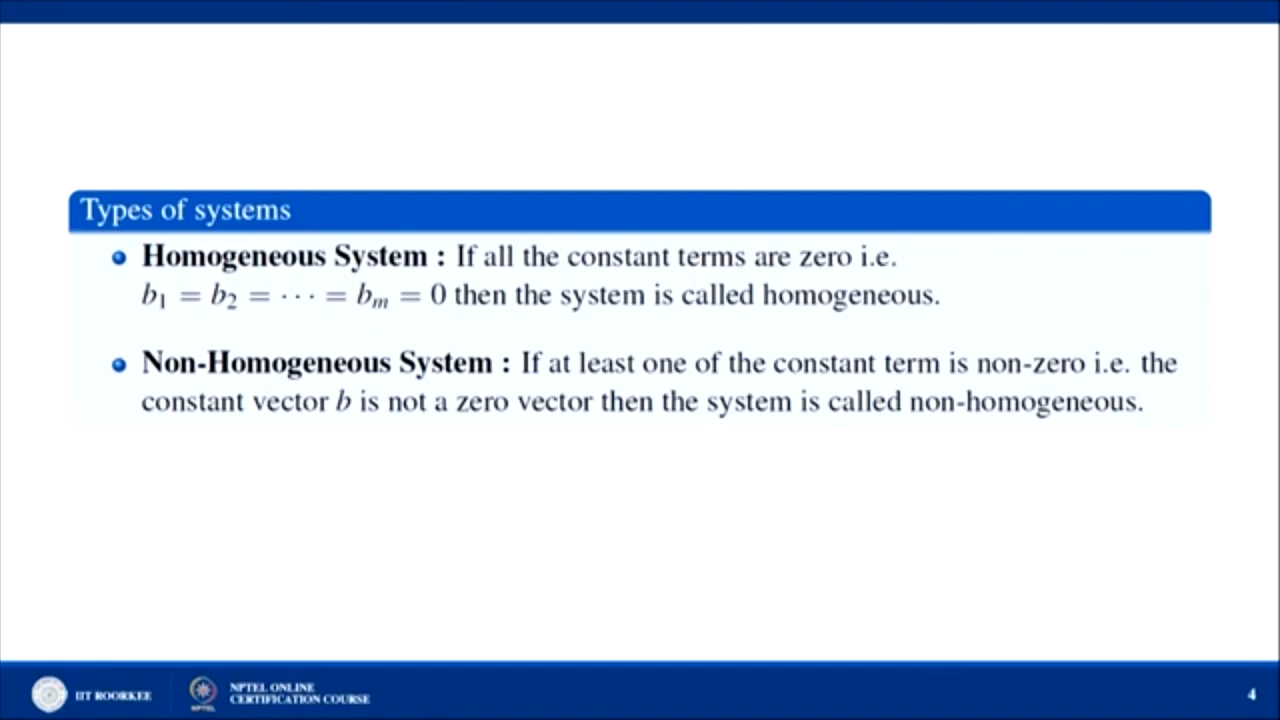 Types of systems
Homogeneous System : If all the constant terms are zero i.e.
b₁ = b₂ = ··· = bₘ = 0 then the system is called homogeneous.
Non-Homogeneous System : If at least one of the constant term is non-zero i.e. the
constant vector b is not a zero vector then the system is called non-homogeneous.
IIT ROORKEE
NPTEL ONLINE
CERTIFICATION COURSE
4